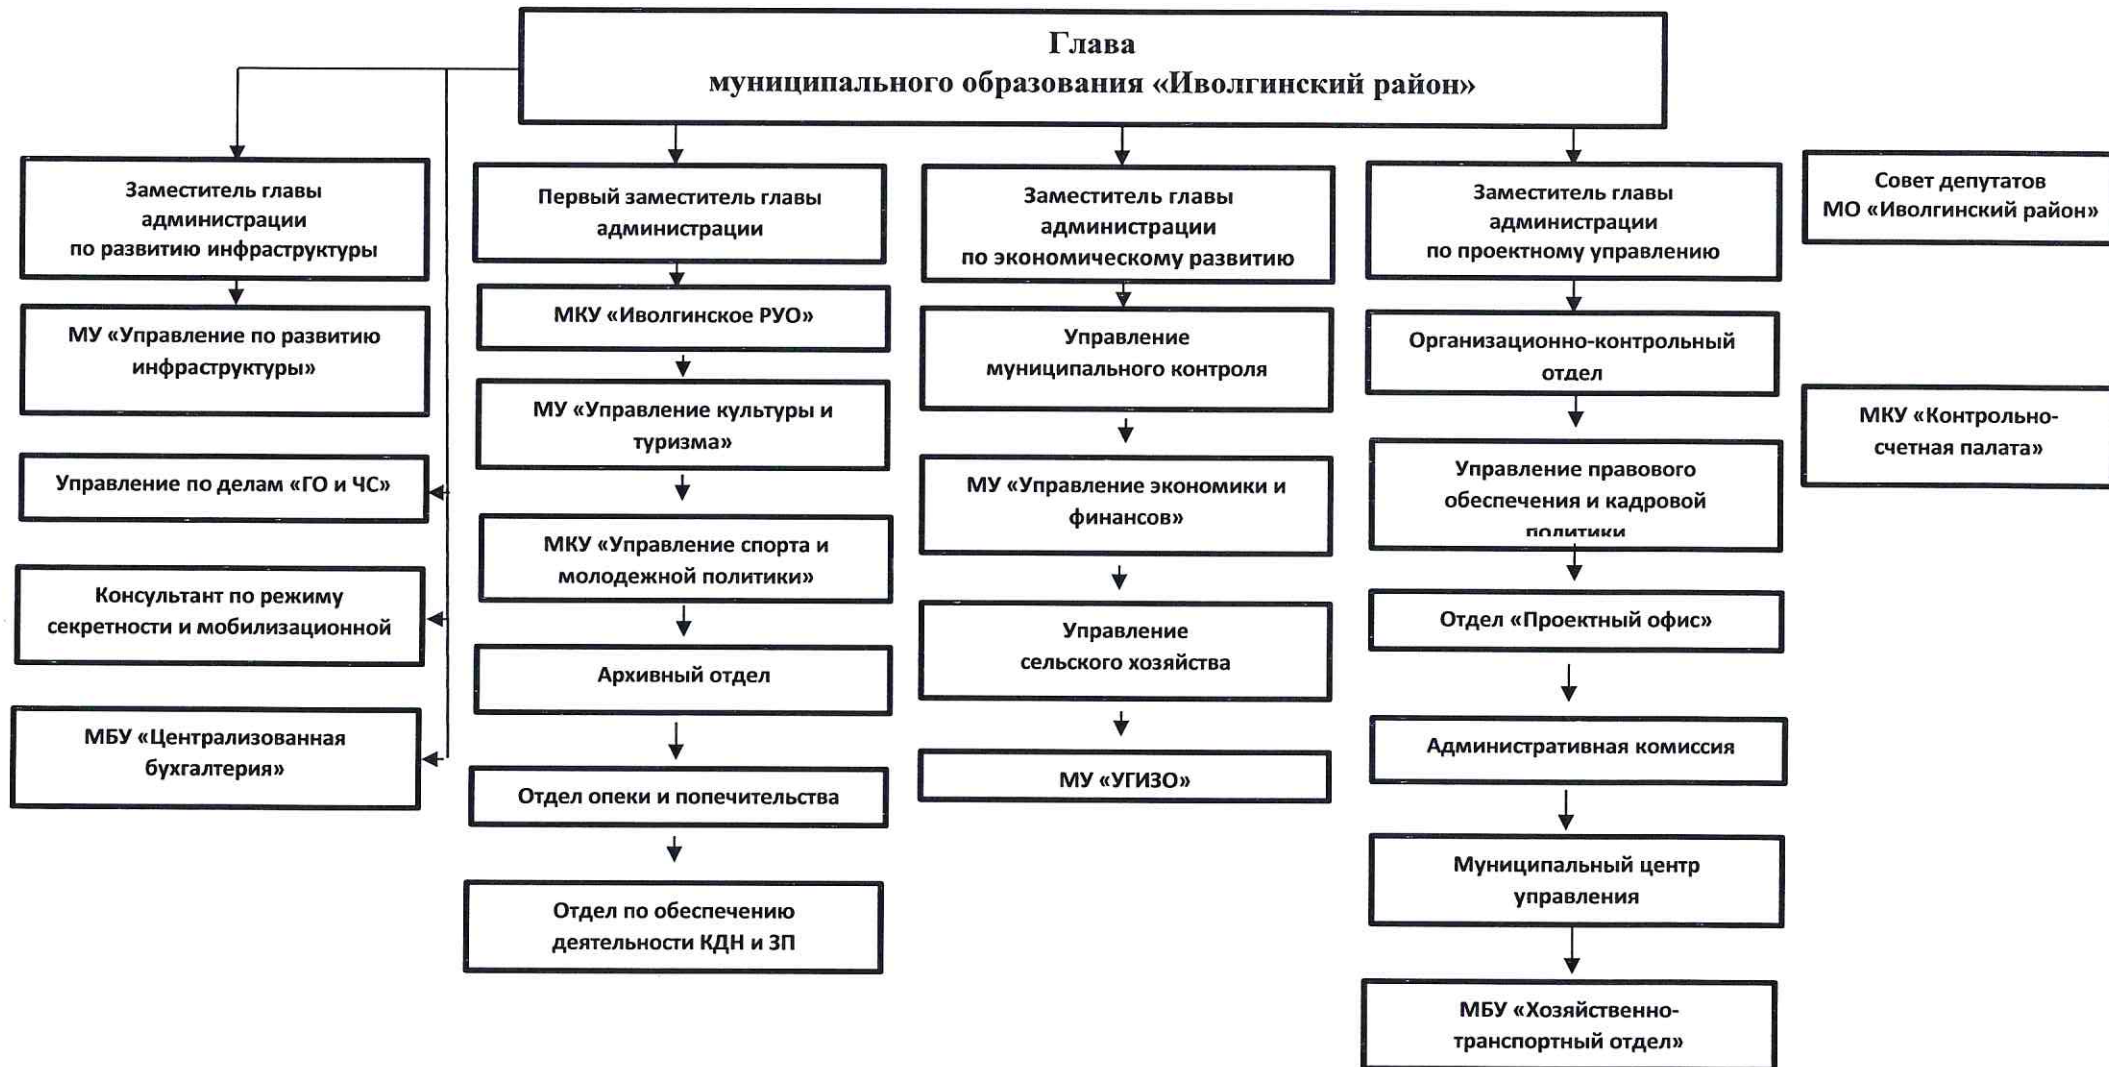 Глава
муниципального образования «Иволгинский район»
Заместитель главы
администрации
по развитию инфраструктуры
МУ «Управление по развитию
инфраструктуры»
Управление по делам «ГО и ЧС»
Консультант по режиму
секретности и мобилизационной
МБУ «Централизованная
бухгалтерия»
Первый заместитель главы
администрации
МКУ «Иволгинское РУО»
МУ «Управление культуры и
туризма»
МКУ «Управление спорта и
молодежной политики»
Архивный отдел
Отдел опеки и попечительства
Отдел по обеспечению
деятельности КДН и ЗП
Заместитель главы
администрации
по экономическому развитию
Управление
муниципального контроля
МУ «Управление экономики и
финансов»
Управление
сельского хозяйства
МУ «УГИЗО»
Заместитель главы
администрации
по проектному управлению
Организационно-контрольный
отдел
Управление правового
обеспечения и кадровой
политики
Отдел «Проектный офис»
Административная комиссия
Муниципальный центр
управления
МБУ «Хозяйственно-
транспортный отдел»
Совет депутатов
МО «Иволгинский район»
МКУ «Контрольно-
счетная палата»